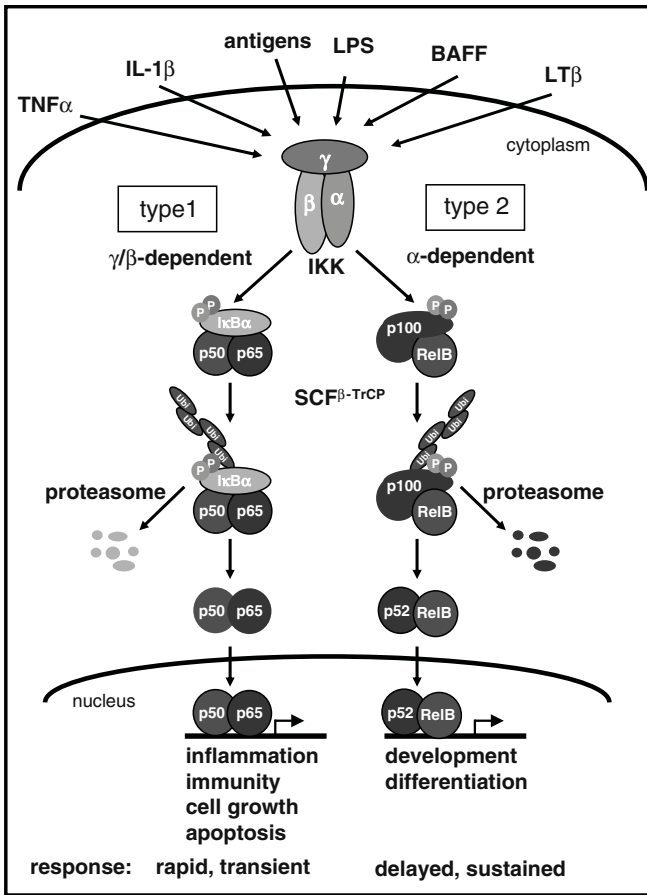 antigens
LPS
IL-1β
BAFF
TNFα
LTβ
cytoplasm
γ
β
α
type1
type 2
γ/β-dependent
IKK
α-dependent
P
P
IκBα
p50
p65
P
P
p100
RelB
SCFβ-TrCP
Ubi
Ubi
Ubi
Ubi
P
P
IκBα
p50
p65
Ubi
Ubi
Ubi
Ubi
P
P
p100
RelB
proteasome
proteasome
p50
p65
p52
RelB
nucleus
p50
p65
p52
RelB
inflammation
immunity
cell growth
apoptosis
development
differentiation
response:
rapid, transient
delayed, sustained